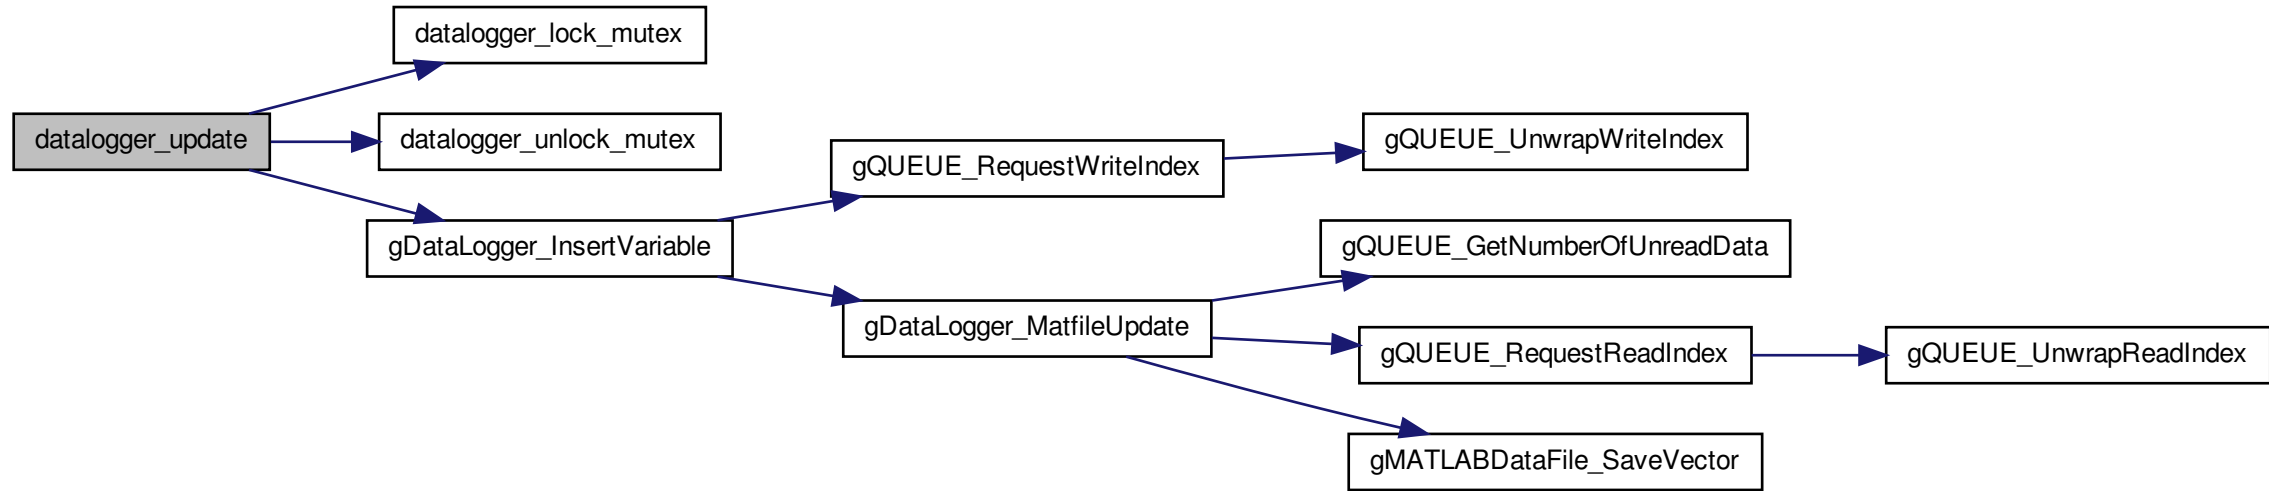 datalogger_update
datalogger_lock_mutex
datalogger_unlock_mutex
gDataLogger_InsertVariable
gQUEUE_RequestWriteIndex
gQUEUE_UnwrapWriteIndex
gDataLogger_MatfileUpdate
gQUEUE_GetNumberOfUnreadData
gQUEUE_RequestReadIndex
gQUEUE_UnwrapReadIndex
gMATLABDataFile_SaveVector